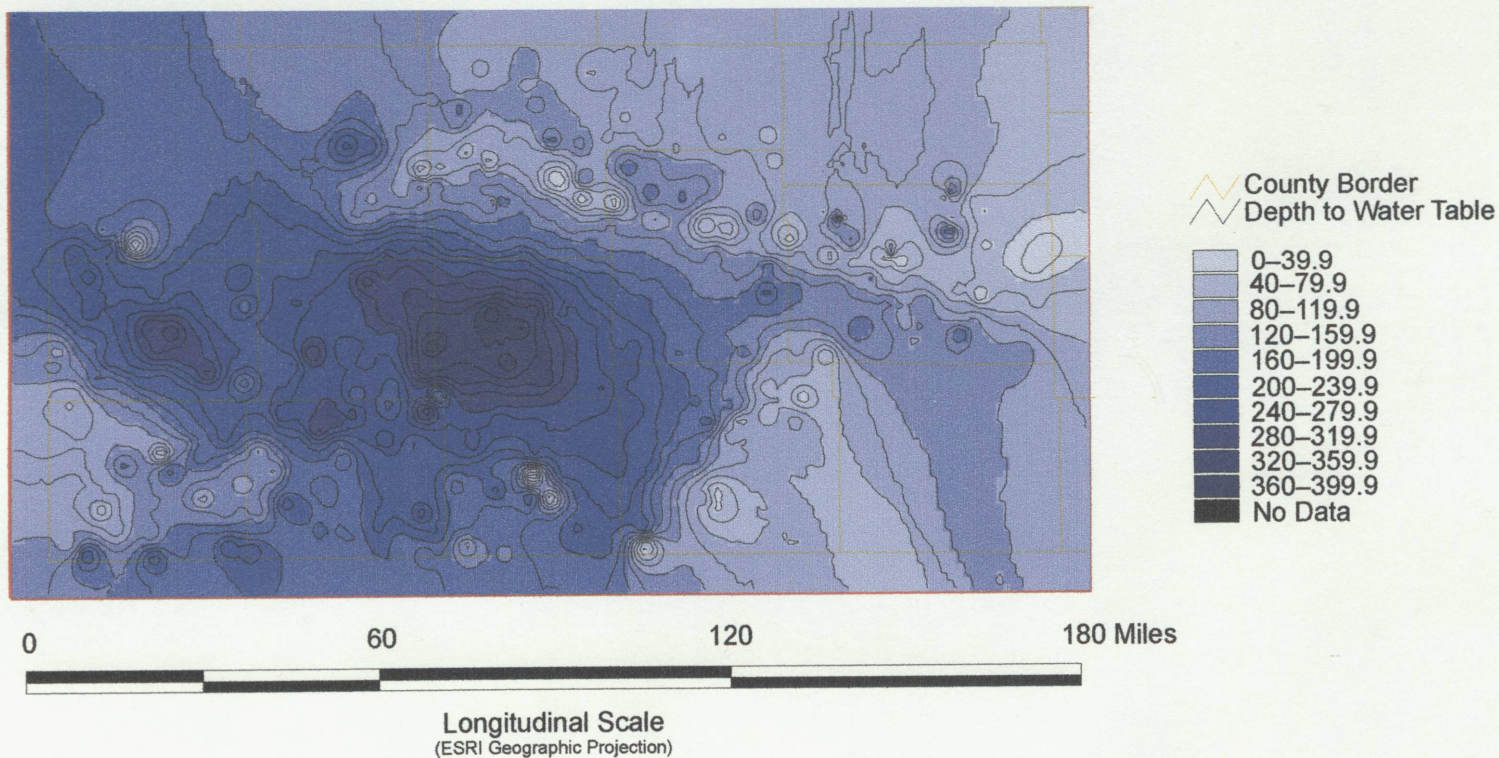 County Border
Depth to Water Table
0–39.9
40–79.9
80–119.9
120–159.9
160–199.9
200–239.9
240–279.9
280–319.9
320–359.9
360–399.9
No Data
0 60 120 180 Miles
Longitudinal Scale
(ESRI Geographic Projection)